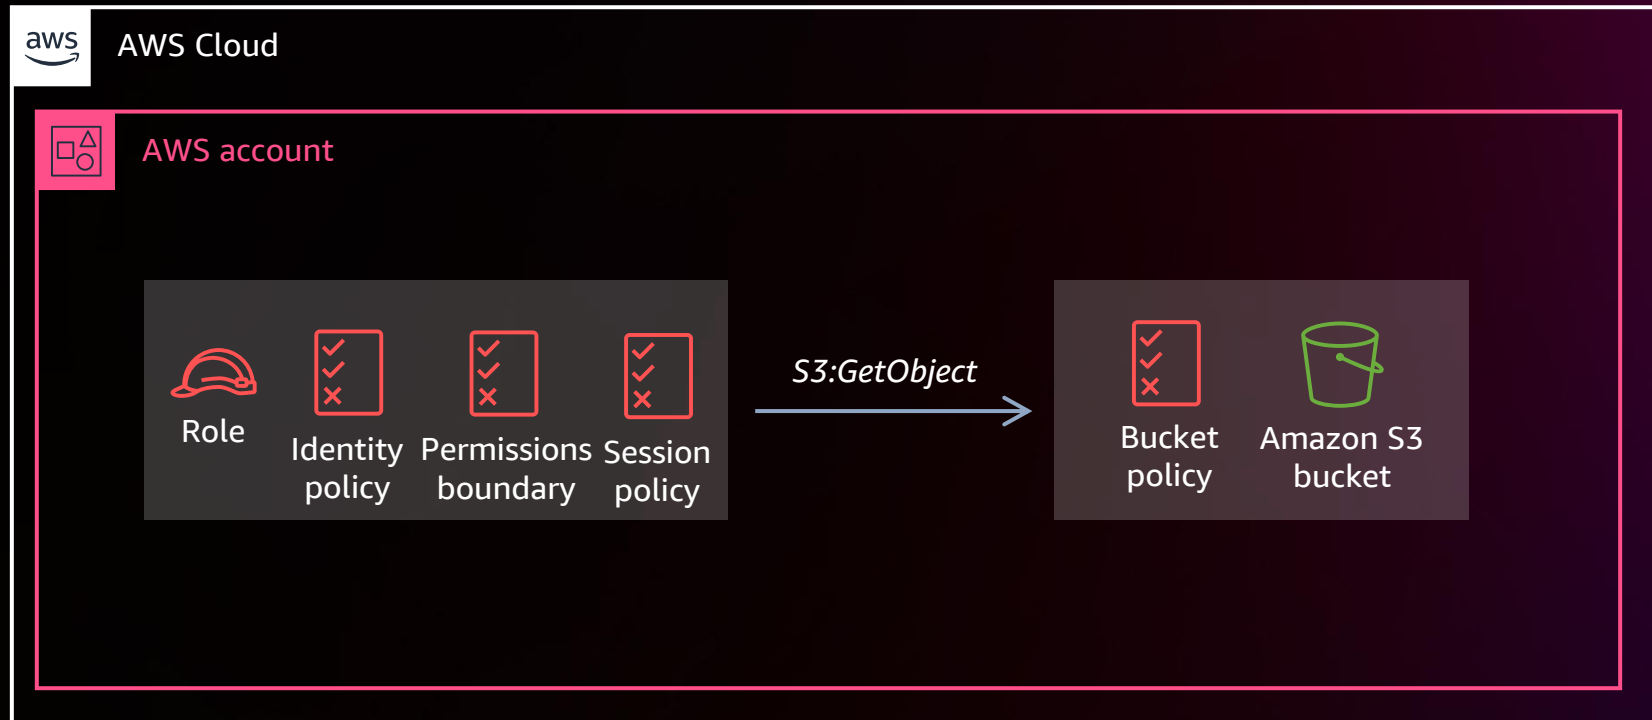 aws
AWS Cloud
AWS account
Role
Identity
policy
Permissions
boundary
Session
policy
S3:GetObject
Bucket
policy
Amazon S3
bucket